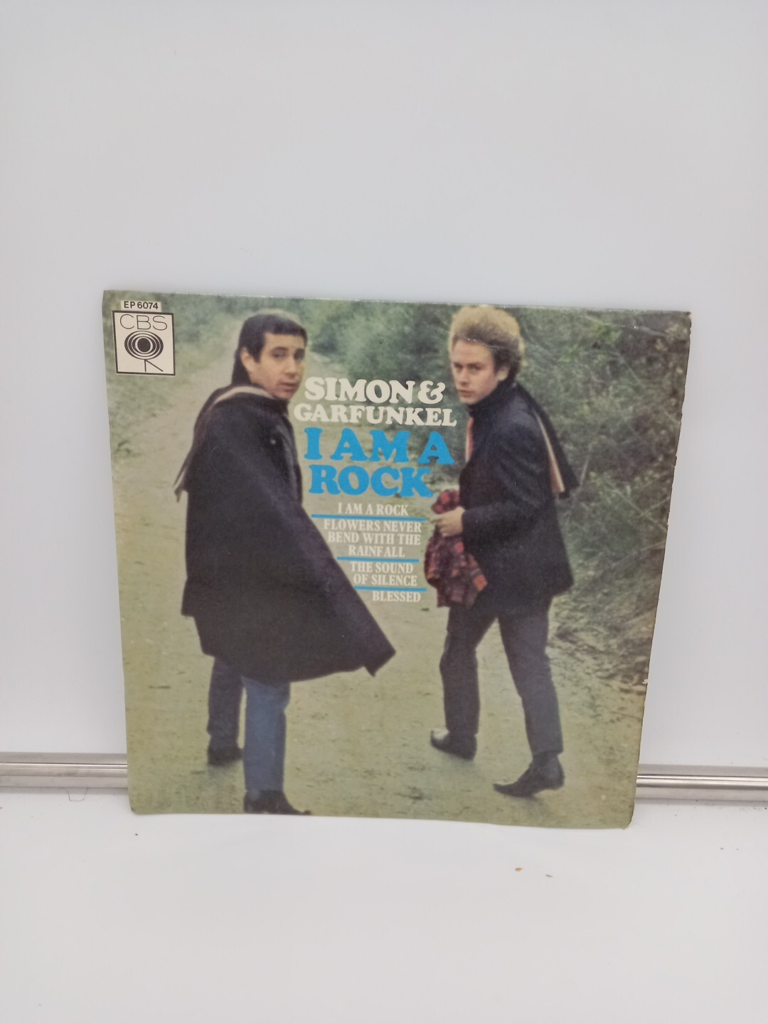 EP 6074
CBS
SIMON &
GARFUNKEL
I AM A
ROCK
I AM A ROCK
FLOWERS NEVER
BEND WITH THE
RAINFALL
THE SOUND
OF SILENCE
BLESSED